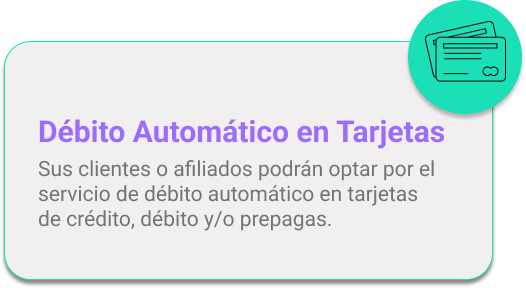 Débito Automático en Tarjetas
Sus clientes o afiliados podrán optar por el
servicio de débito automático en tarjetas
de crédito, débito y/o prepagas.